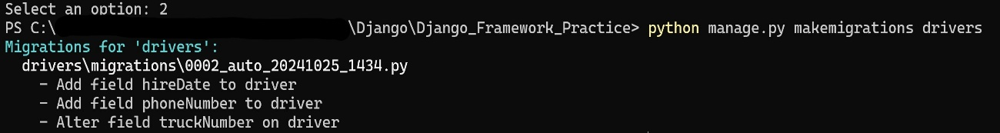 Select an option: 2
PS C:\ \Django\Django_Framework_Practice> python manage.py makemigrations drivers
Migrations for 'drivers':
  drivers\migrations\0002_auto_20241025_1434.py
    - Add field hireDate to driver
    - Add field phoneNumber to driver
    - Alter field truckNumber on driver